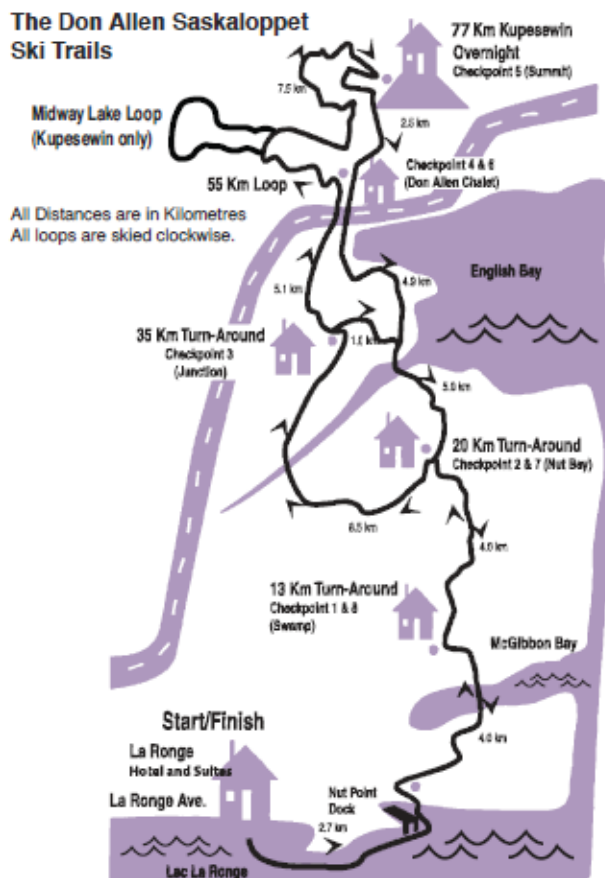 The Don Allen Saskaloppet
Ski Trails
77 Km Kupesewin
Overnight
Checkpoint 5 (Summit)
7.5 km
2.5 km
Midway Lake Loop
(Kupesewin only)
Checkpoint 4 & 6
(Don Allen Chalet)
55 Km Loop
All Distances are in Kilometres
All loops are skied clockwise.
English Bay
5.1 km
4.9 km
35 Km Turn-Around
Checkpoint 3
(Junction)
1.0 km
5.0 km
20 Km Turn-Around
Checkpoint 2 & 7 (Nut Bay)
8.5 km
4.0 km
13 Km Turn-Around
Checkpoint 1 & 8
(Swamp)
McGibbon Bay
Start/Finish
La Ronge
Hotel and Suites
La Ronge Ave.
4.0 km
Nut Point
Dock
2.7 km
Lac La Ronge